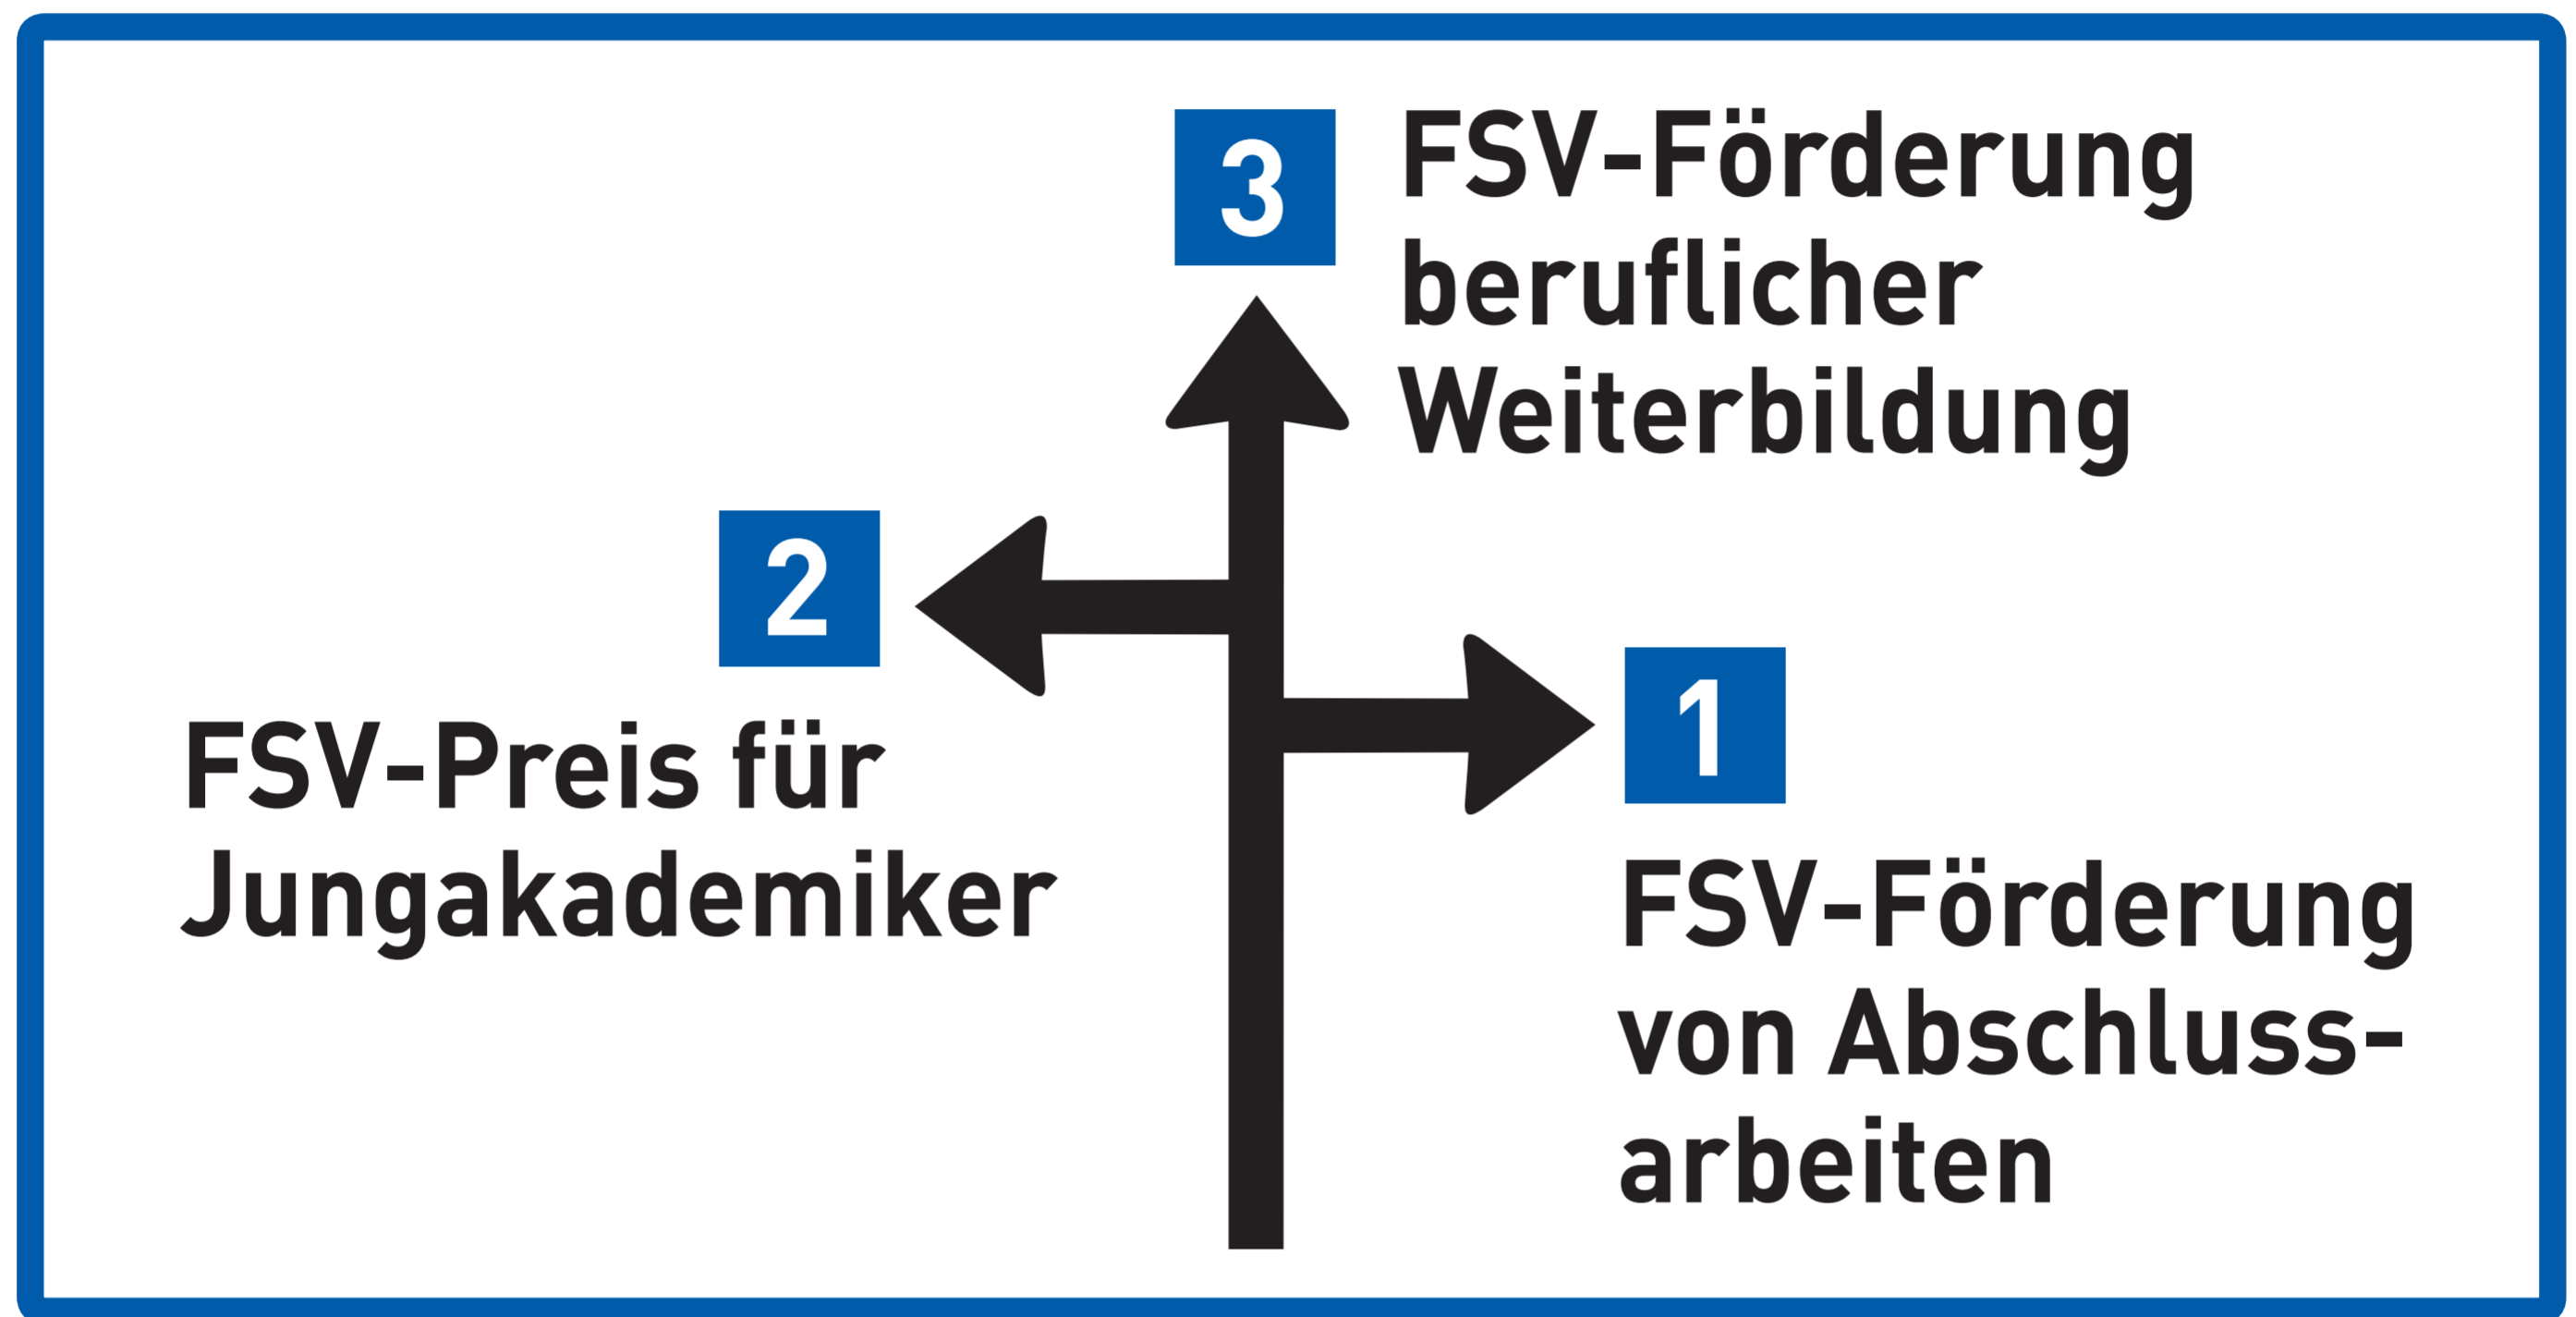 3
FSV-Förderung
beruflicher
Weiterbildung
2
FSV-Preis für
Jungakademiker
1
FSV-Förderung
von Abschluss-
arbeiten